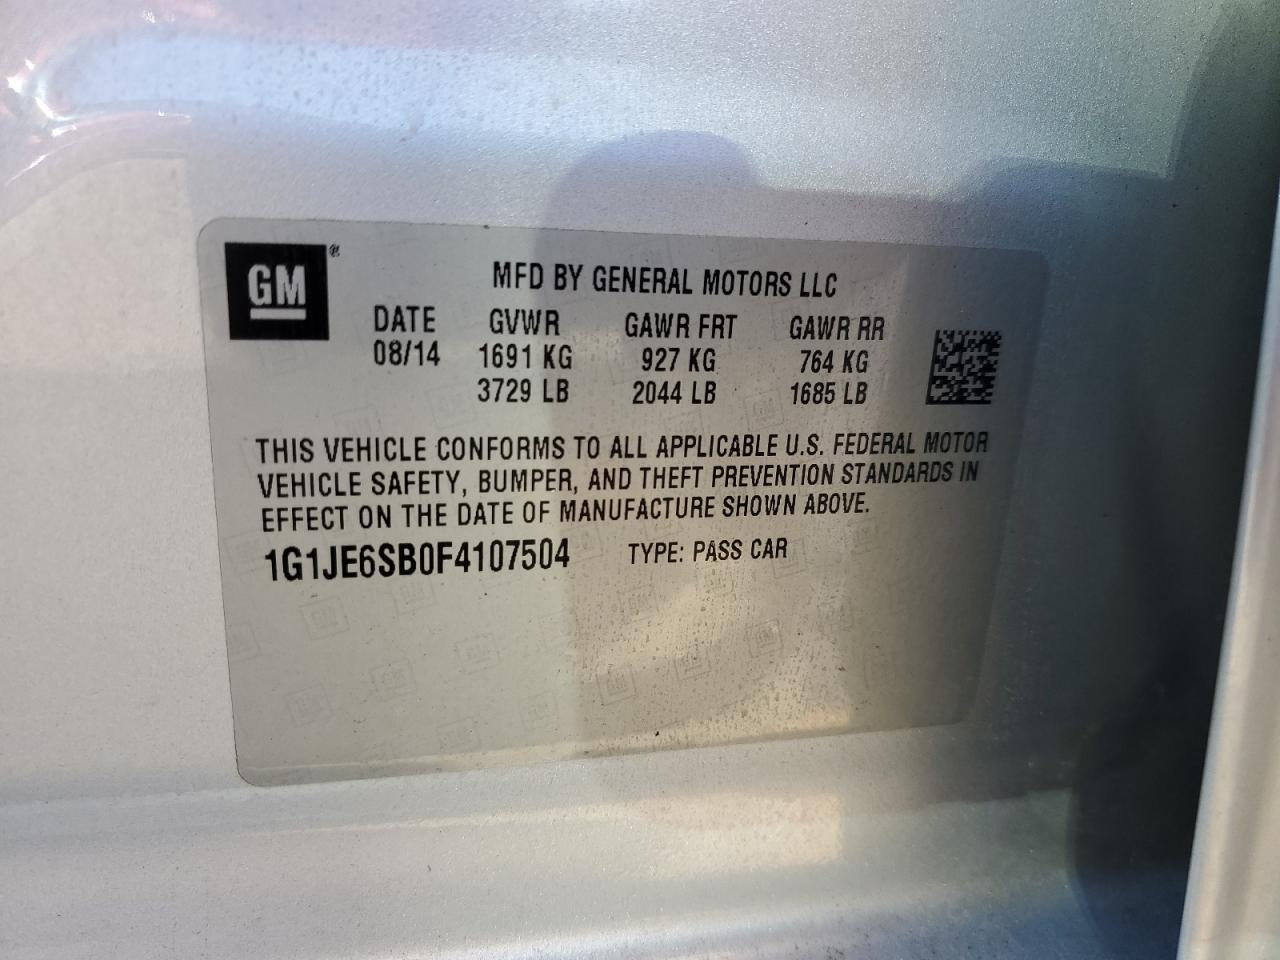 GM ®
MFD BY GENERAL MOTORS LLC
DATE GVWR GAWR FRT GAWR RR
08/14 1691 KG 927 KG 764 KG
3729 LB 2044 LB 1685 LB
THIS VEHICLE CONFORMS TO ALL APPLICABLE U.S. FEDERAL MOTOR
VEHICLE SAFETY, BUMPER, AND THEFT PREVENTION STANDARDS IN
EFFECT ON THE DATE OF MANUFACTURE SHOWN ABOVE.
1G1JE6SB0F4107504 TYPE: PASS CAR